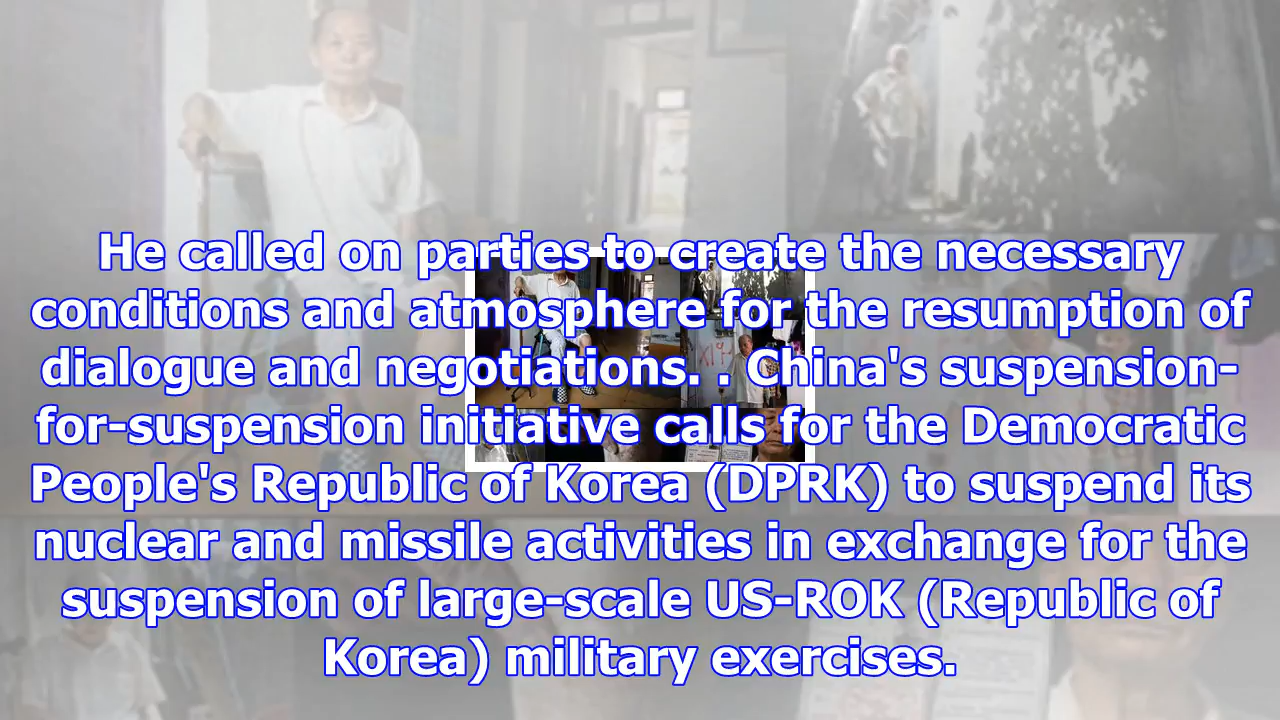 He called on parties to create the necessary
conditions and atmosphere for the resumption of
dialogue and negotiations. . China's suspension-
for-suspension initiative calls for the Democratic
People's Republic of Korea (DPRK) to suspend its
nuclear and missile activities in exchange for the
suspension of large-scale US-ROK (Republic of
Korea) military exercises.